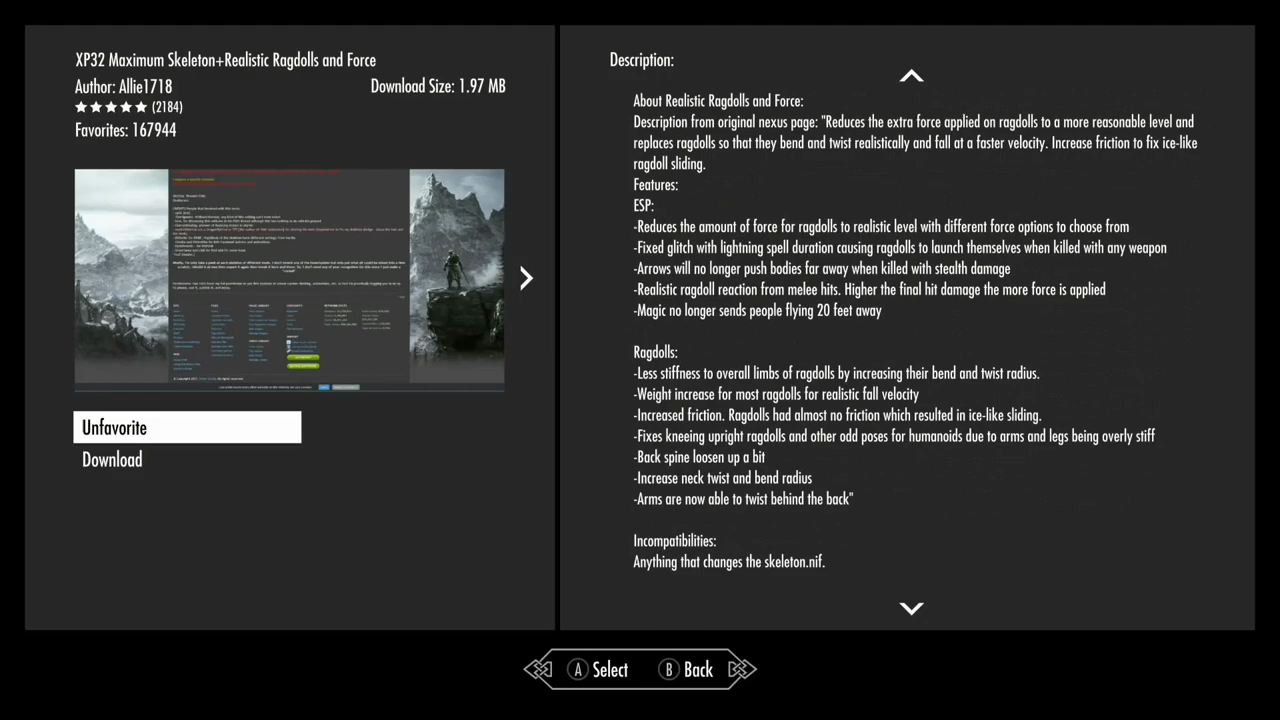 XP32 Maximum Skeleton+Realistic Ragdolls and Force
Author: Allie1718
Download Size: 1.97 MB
(2184)
Favorites: 167944
Unfavorite
Download
Description:
About Realistic Ragdolls and Force:
Description from original nexus page: "Reduces the extra force applied on ragdolls to a more reasonable level and
replaces ragdolls so that they bend and twist realistically and fall at a faster velocity. Increase friction to fix ice-like
ragdoll sliding.
Features:
ESP:
-Reduces the amount of force for ragdolls to reasonable amount, with more options to choose from
-Fixed glitch with lightning spell duration causing bodies to launch themselves when killed with any weapon
-Arrows will no longer push bodies far away when killed with stealth damage
-Realistic ragdoll reaction from melee hits. Higher the final hit damage the more force is applied
-Magic no longer sends people flying 20 feet away
Ragdolls:
-Less stiffness to overall limbs of ragdolls by increasing their bend and twist radius.
-Weight increase for most ragdolls for realistic fall velocity
-Increased friction. Ragdolls had almost no friction which resulted in ice-like sliding.
-Fixes kneeing upright ragdolls and other odd poses for humanoids due to arms and legs being overly stiff
-Back spine loosen up a bit
-Increase neck twist and bend radius
-Arms are now able to twist behind the back"
Incompatibilities:
Anything that changes the skeleton.nif.
A Select B Back